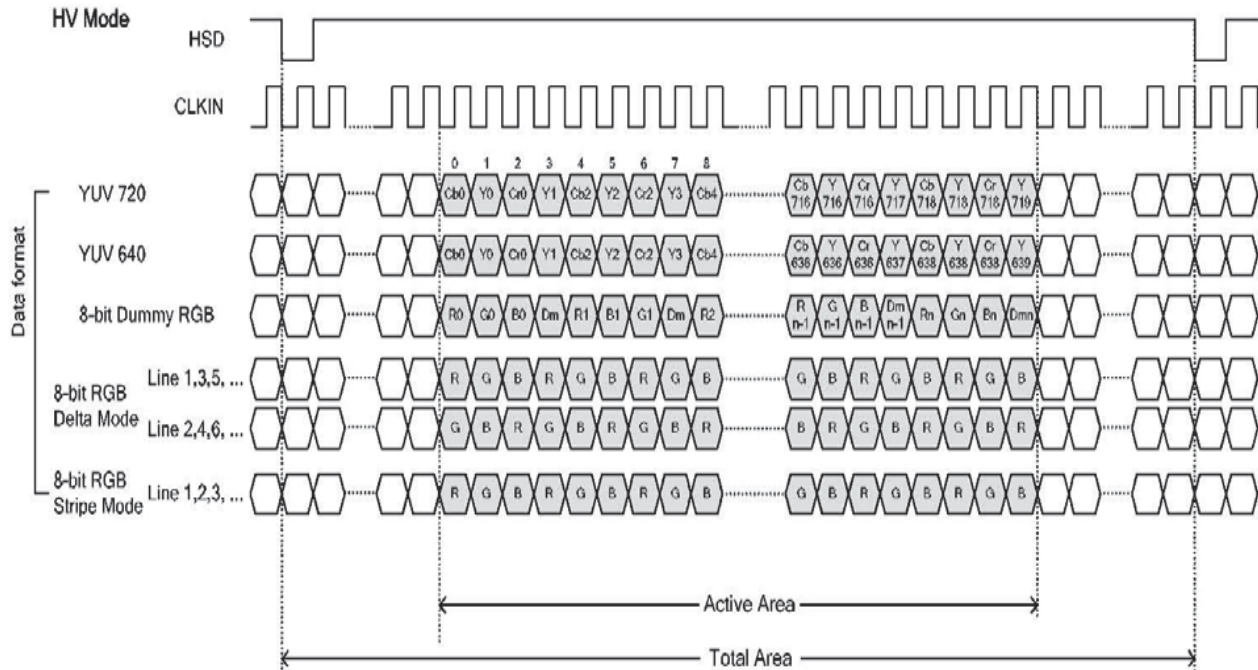 HV Mode
HSD
CLKIN
0 1 2 3 4 5 6 7 8
Data format
YUV 720 Cb0 Y0 Cr0 Y1 Cb2 Y2 Cr2 Y3 Cb4 Cb 716 Y 716 Cr 716 Y 717 Cb 718 Y 718 Cr 718 Y 719
YUV 640 Cb0 Y0 Cr0 Y1 Cb2 Y2 Cr2 Y3 Cb4 Cb 636 Y 636 Cr 636 Y 637 Cb 638 Y 638 Cr 638 Y 639
8-bit Dummy RGB R0 G0 B0 Dm R1 B1 G1 Dm R2 R n-1 G n-1 B n-1 Dm n-1 Rn Gn Bn Dmn
8-bit RGB Delta Mode
Line 1,3,5, ... R G B R G B R G B G B R G B R G B
Line 2,4,6, ... G B R G B R G B R B R G B R G B R
8-bit RGB Stripe Mode
Line 1,2,3, ... R G B R G B R G B G B R G B R G B
Active Area
Total Area